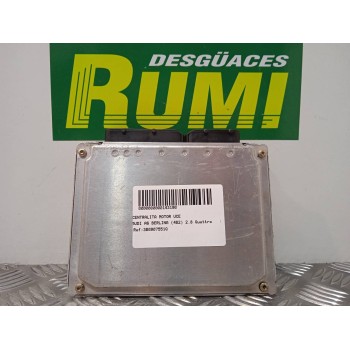 DESGÜACES
RUMI
CENTRALITA MOTOR UCE
AUDI A6 BERLINA (4B2) 2.8 Quattro